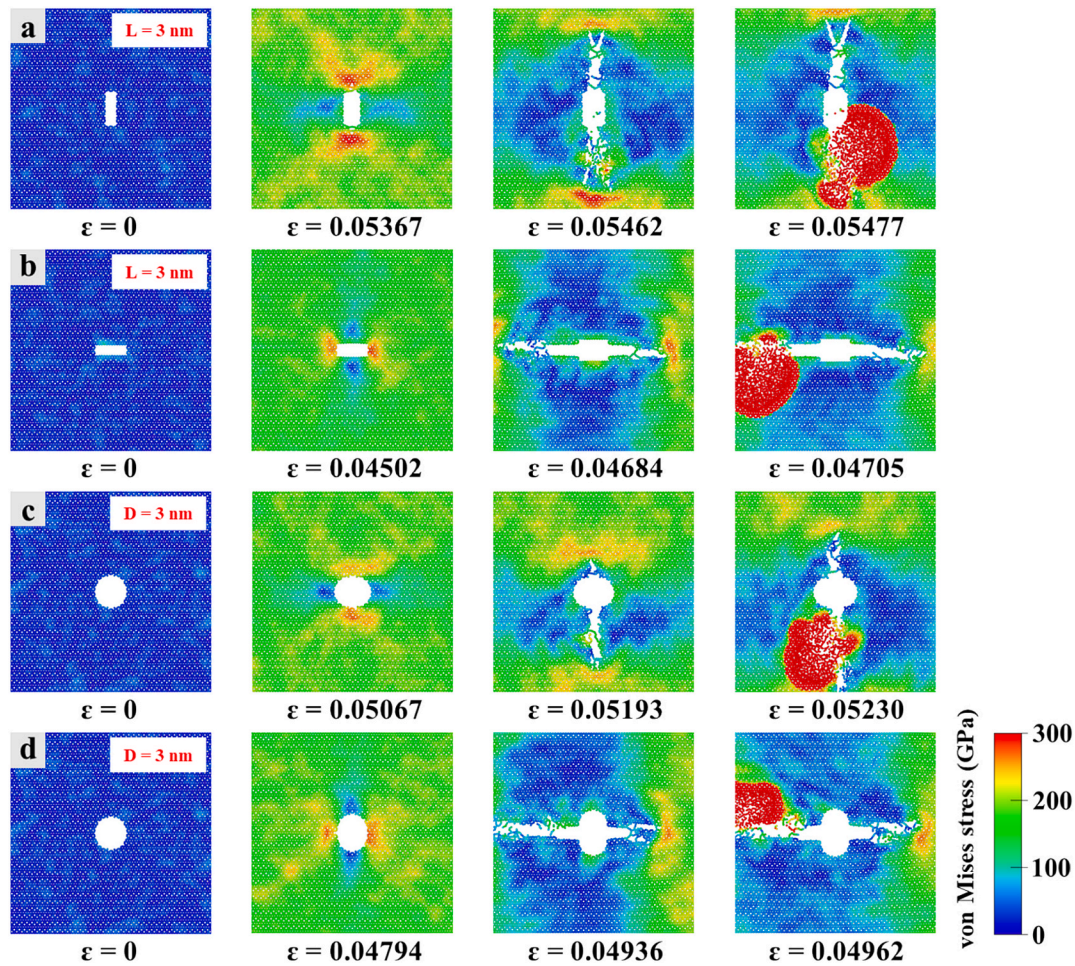 a
L = 3 nm
ε = 0 ε = 0.05367 ε = 0.05462 ε = 0.05477
b
L = 3 nm
ε = 0 ε = 0.04502 ε = 0.04684 ε = 0.04705
c
D = 3 nm
ε = 0 ε = 0.05067 ε = 0.05193 ε = 0.05230
d
D = 3 nm
ε = 0 ε = 0.04794 ε = 0.04936 ε = 0.04962
von Mises stress (GPa)
300
200
100
0